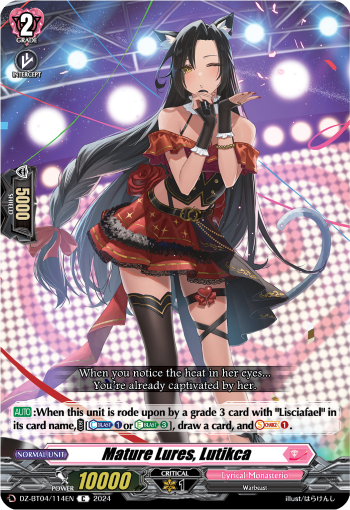 2
GRADE
INTERCEPT
5000
SHIELD
When you notice the heat in her eyes...
You're already captivated by her.
AUTO :When this unit is rode upon by a grade 3 card with "Lisciafael" in
its card name, [C BLAST 1 or E BLAST 3], draw a card, and S CHARGE 1.
NORMAL UNIT
Mature Lures, Lutikca
POWER 10000
CRITICAL
1
Lyrical Monasterio
Warbeast
DZ-BT04/114EN C 2024
illust/はらけんし